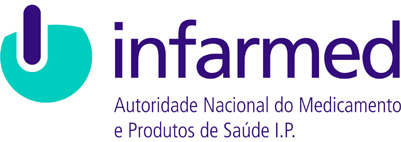 infarmed
Autoridade Nacional do Medicamento
e Produtos de Saúde I.P.